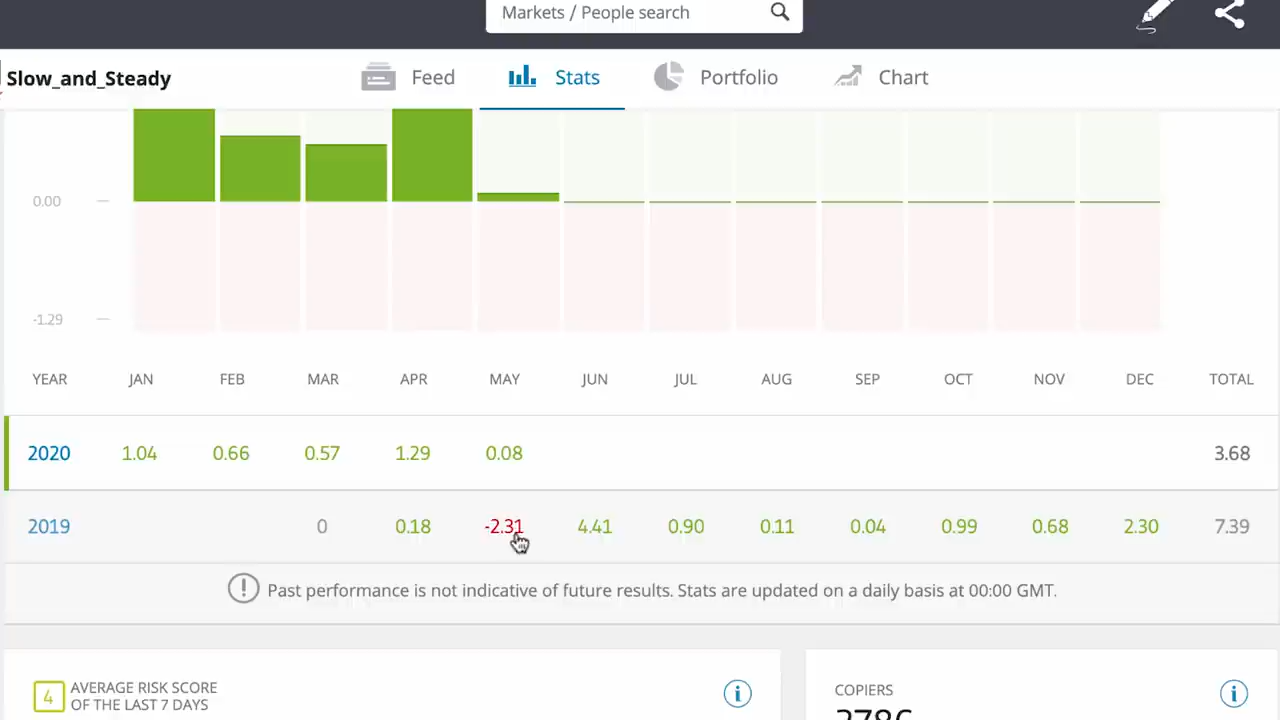 Markets / People search
Slow_and_Steady
Feed
Stats
Portfolio
Chart
0.00
-1.29
YEAR JAN FEB MAR APR MAY JUN JUL AUG SEP OCT NOV DEC TOTAL
2020 1.04 0.66 0.57 1.29 0.08 3.68
2019 0 0.18 -2.31 4.41 0.90 0.11 0.04 0.99 0.68 2.30 7.39
Past performance is not indicative of future results. Stats are updated on a daily basis at 00:00 GMT.
4
AVERAGE RISK SCORE
OF THE LAST 7 DAYS
COPIERS